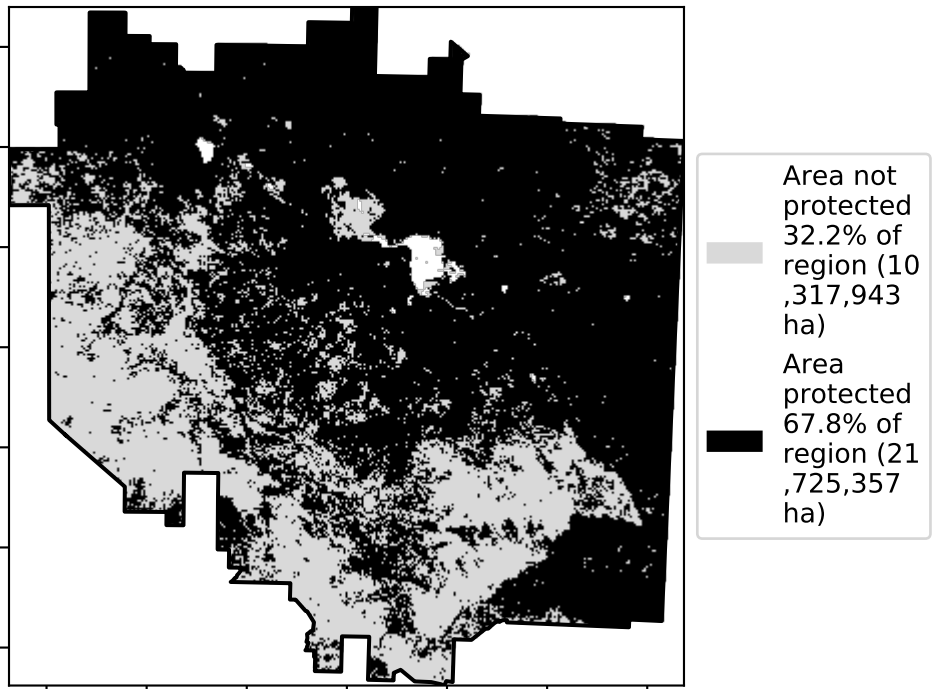 Area not
protected
32.2% of
region (10
,317,943
ha)
Area
protected
67.8% of
region (21
,725,357
ha)